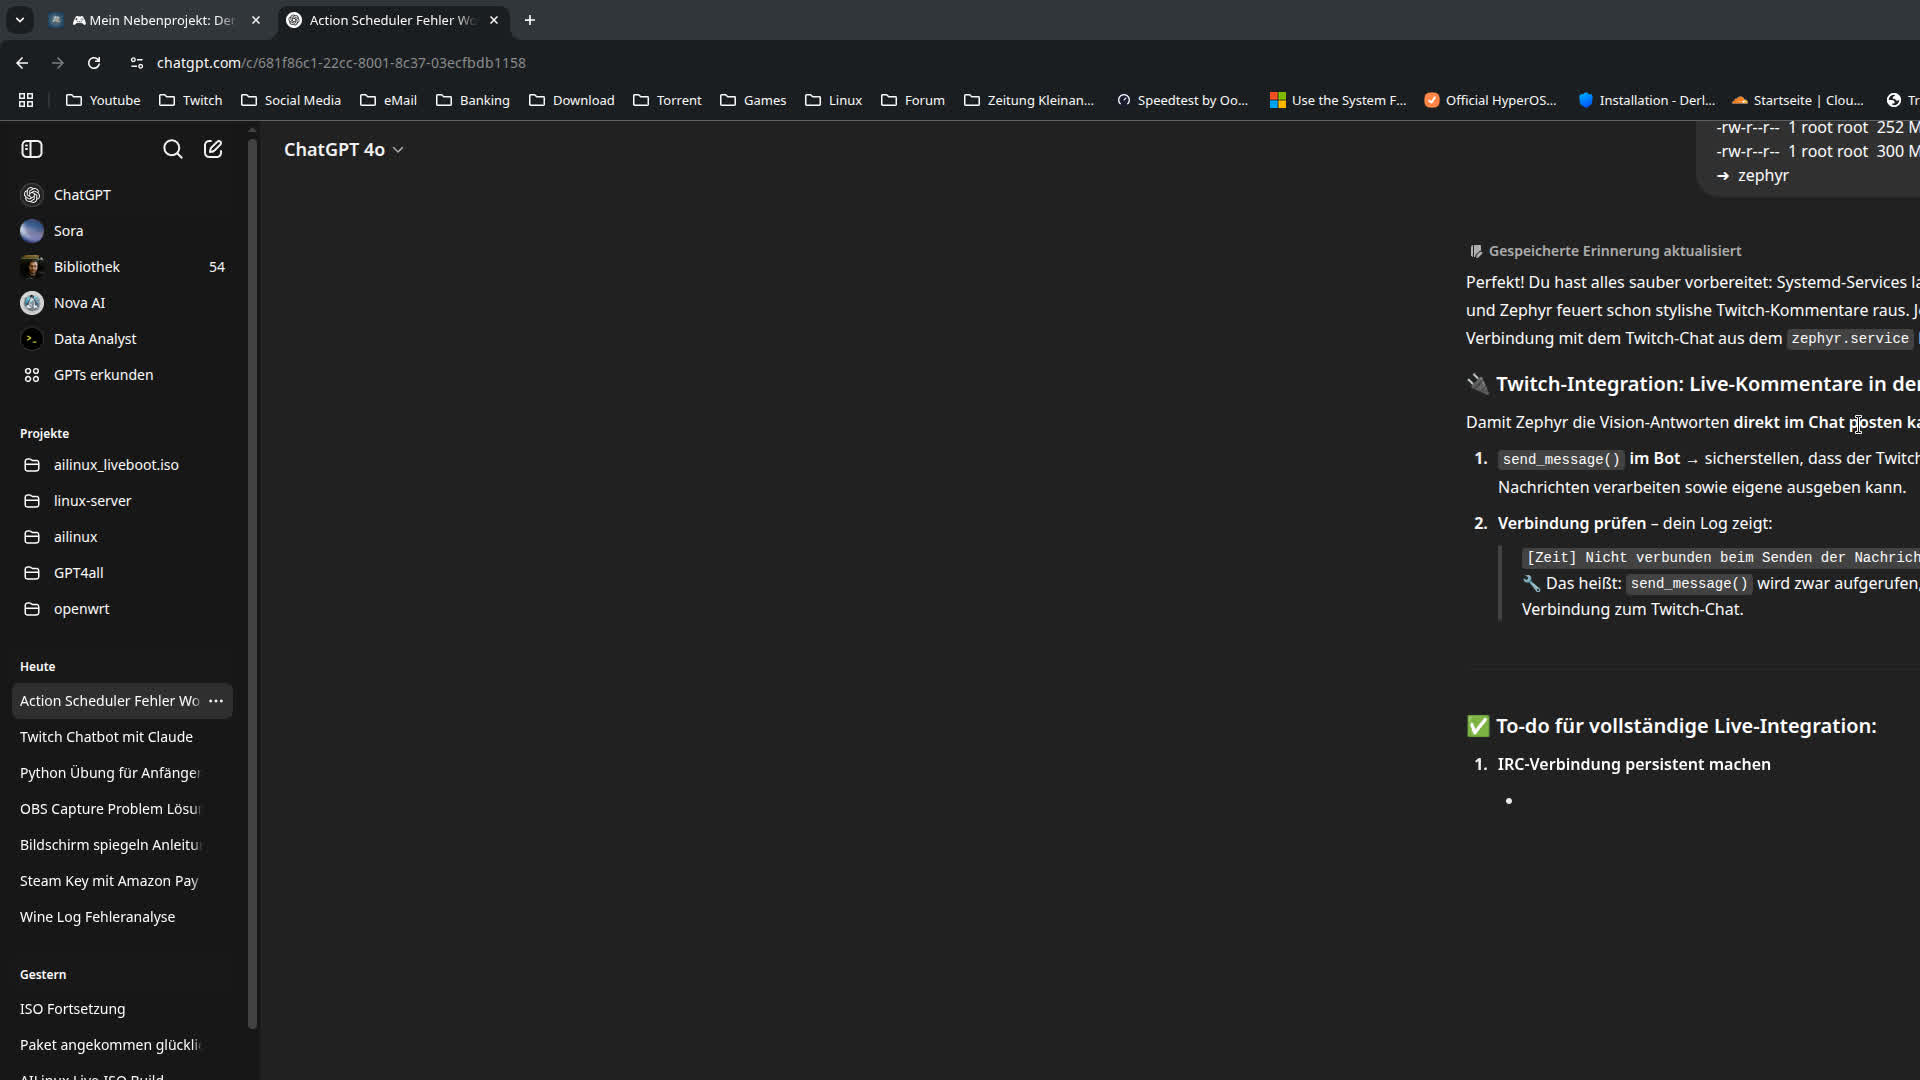 🎮 Mein Nebenprojekt: Der
Action Scheduler Fehler Wo
chatgpt.com/c/681f86c1-22cc-8001-8c37-03ecfbdb1158
Youtube
Twitch
Social Media
eMail
Banking
Download
Torrent
Games
Linux
Forum
Zeitung Kleinan...
Speedtest by Oo...
Use the System F...
Official HyperOS...
Installation - Derl...
Startseite | Clou...
Tr
ChatGPT
Sora
Bibliothek 54
Nova AI
Data Analyst
GPTs erkunden
Projekte
ailinux_liveboot.iso
linux-server
ailinux
GPT4all
openwrt
Heute
Action Scheduler Fehler Wo
Twitch Chatbot mit Claude
Python Übung für Anfänger
OBS Capture Problem Lösu
Bildschirm spiegeln Anleitu
Steam Key mit Amazon Pay
Wine Log Fehleranalyse
Gestern
ISO Fortsetzung
Paket angekommen glückli
AILinux Live ISO Build
ChatGPT 4o
-rw-r--r-- 1 root root 252 M
-rw-r--r-- 1 root root 300 M
➜ zephyr
Gespeicherte Erinnerung aktualisiert
Perfekt! Du hast alles sauber vorbereitet: Systemd-Services la
und Zephyr feuert schon stylishe Twitch-Kommentare raus. J
Verbindung mit dem Twitch-Chat aus dem zephyr.service
🔌 Twitch-Integration: Live-Kommentare in der
Damit Zephyr die Vision-Antworten direkt im Chat posten ka
1. send_message() im Bot → sicherstellen, dass der Twitch
Nachrichten verarbeiten sowie eigene ausgeben kann.
2. Verbindung prüfen – dein Log zeigt:
[Zeit] Nicht verbunden beim Senden der Nachrich
🔧 Das heißt: send_message() wird zwar aufgerufen,
Verbindung zum Twitch-Chat.
✅ To-do für vollständige Live-Integration:
1. IRC-Verbindung persistent machen